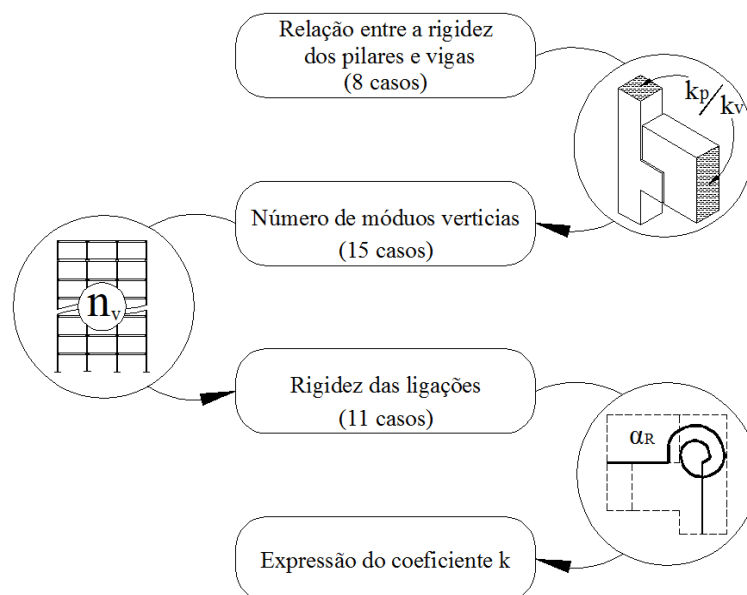 Relação entre a rigidez
dos pilares e vigas
(8 casos)
kp/kv
Número de móduos verticias
(15 casos)
nv
Rigidez das ligações
(11 casos)
αR
Expressão do coeficiente k